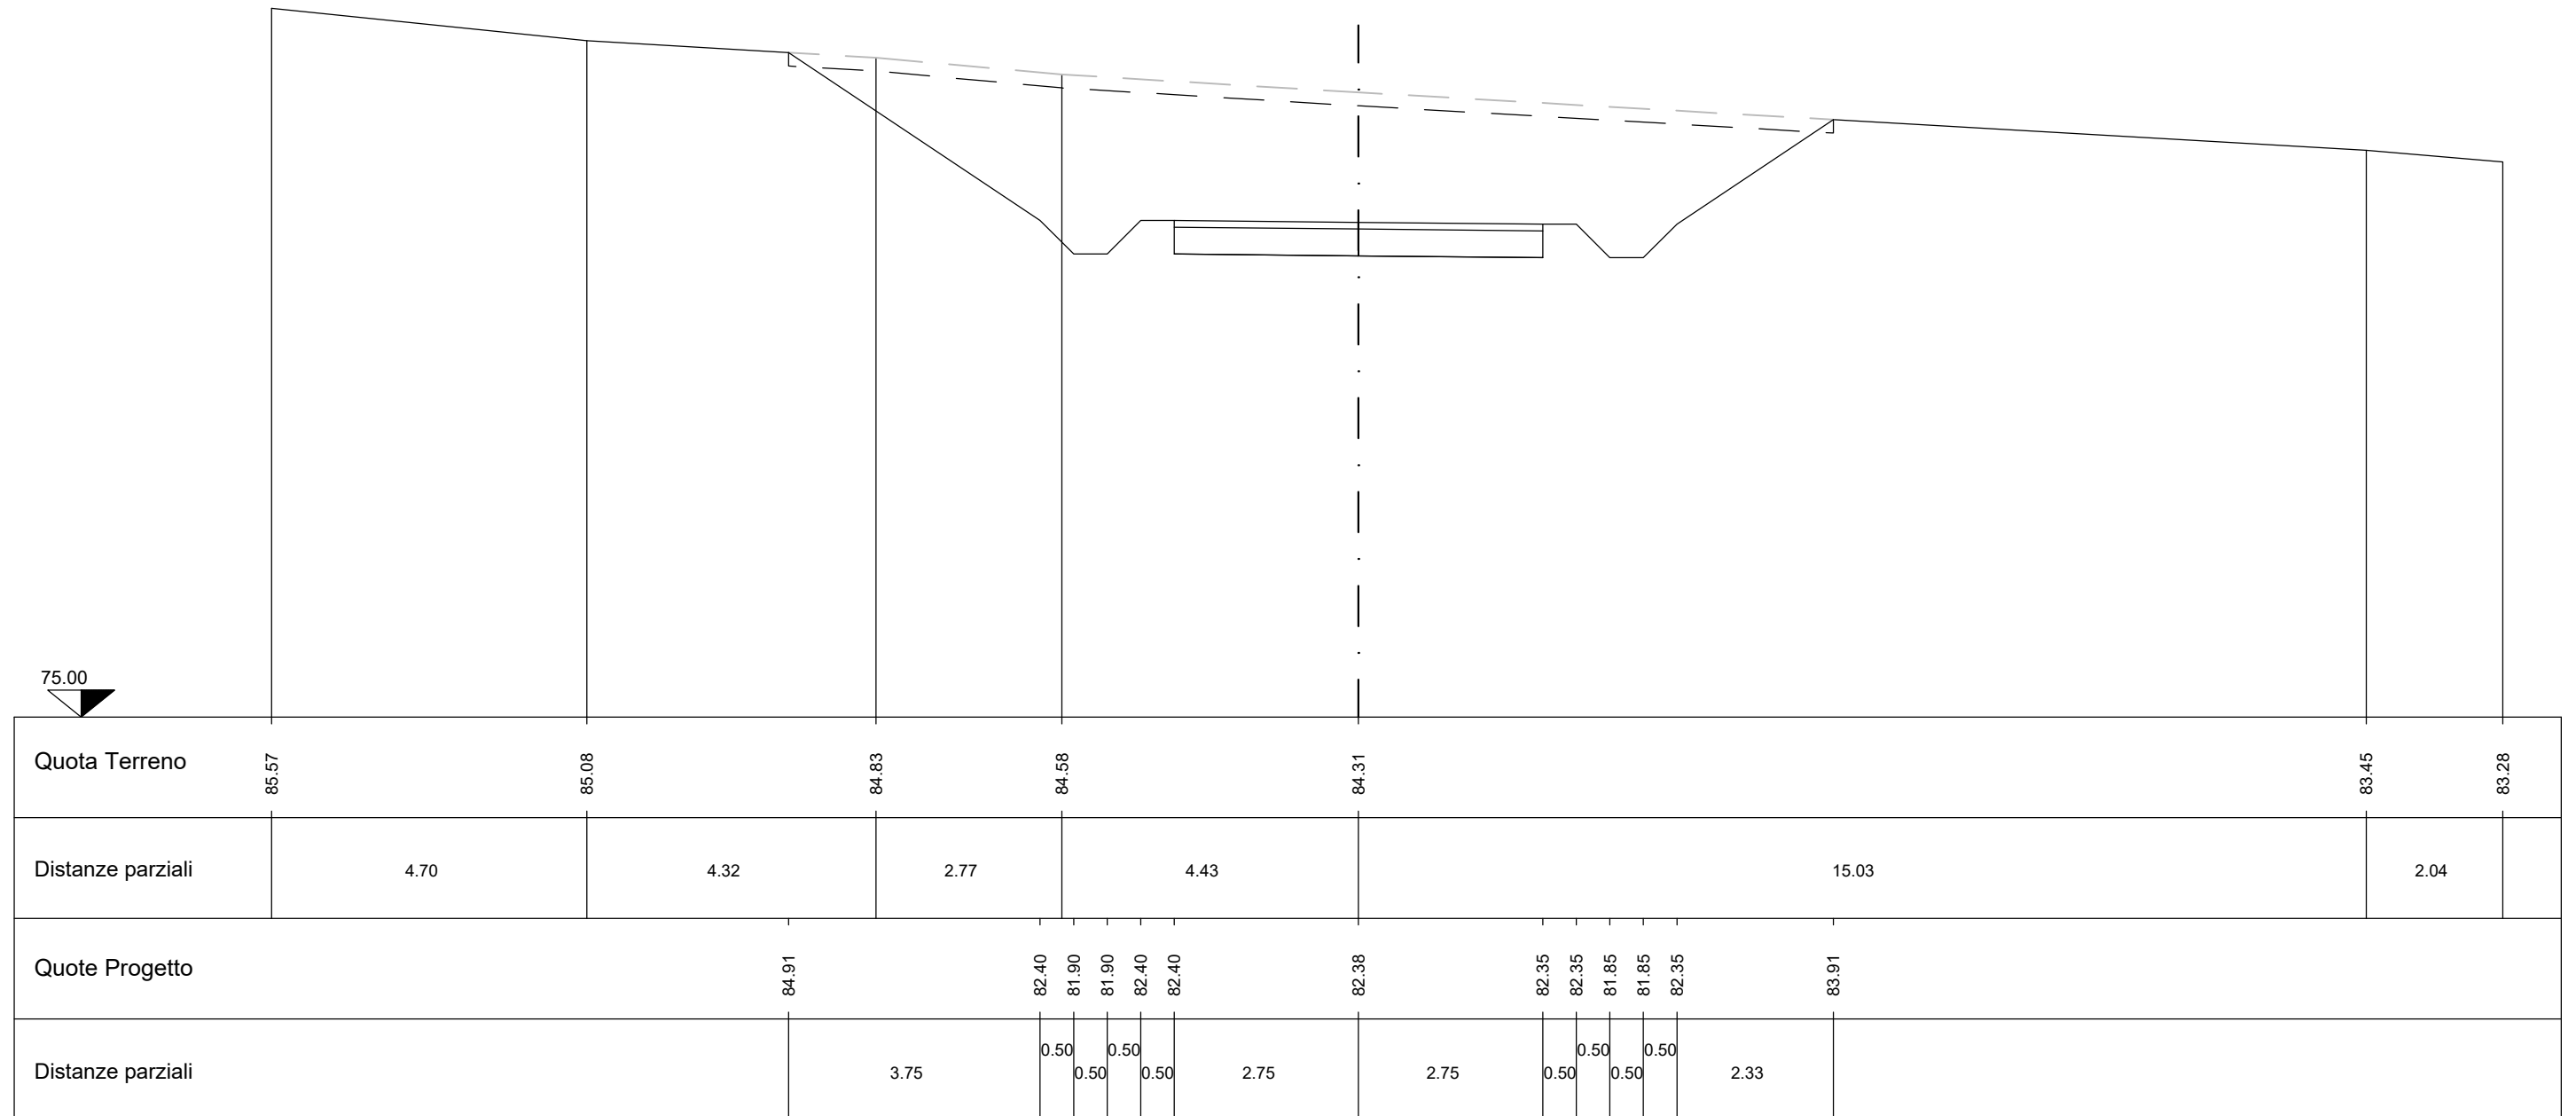 75.00
Quota Terreno 85.57 85.08 84.83 84.58 84.31 83.45 83.28
Distanze parziali 4.70 4.32 2.77 4.43 15.03 2.04
Quote Progetto 84.91 82.40 81.90 81.90 82.40 82.40 82.38 82.35 82.35 81.85 81.85 82.35 83.91
Distanze parziali 3.75 0.50 0.50 0.50 0.50 2.75 2.75 0.50 0.50 0.50 0.50 2.33